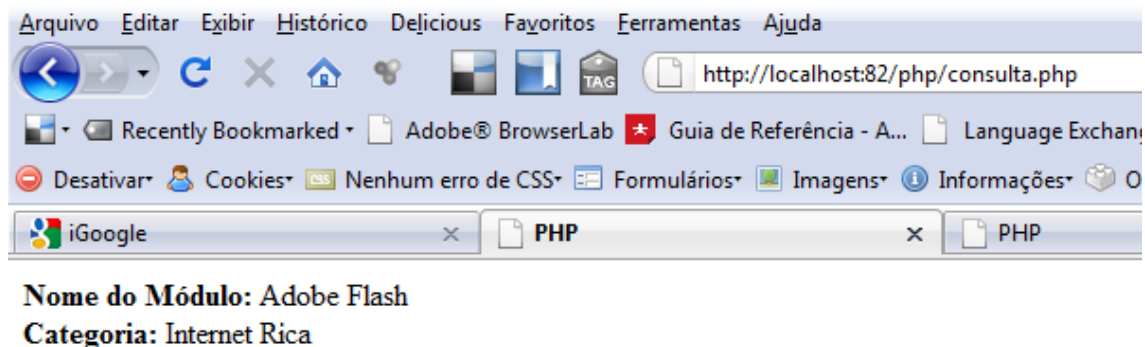 Arquivo Editar Exibir Histórico Delicious Favoritos Ferramentas Ajuda
TAG http://localhost:82/php/consulta.php
Recently Bookmarked Adobe® BrowserLab Guia de Referência - A... Language Exchang
Desativar Cookies CSS Nenhum erro de CSS Formulários Imagens Informações O
iGoogle PHP PHP
Nome do Módulo: Adobe Flash
Categoria: Internet Rica